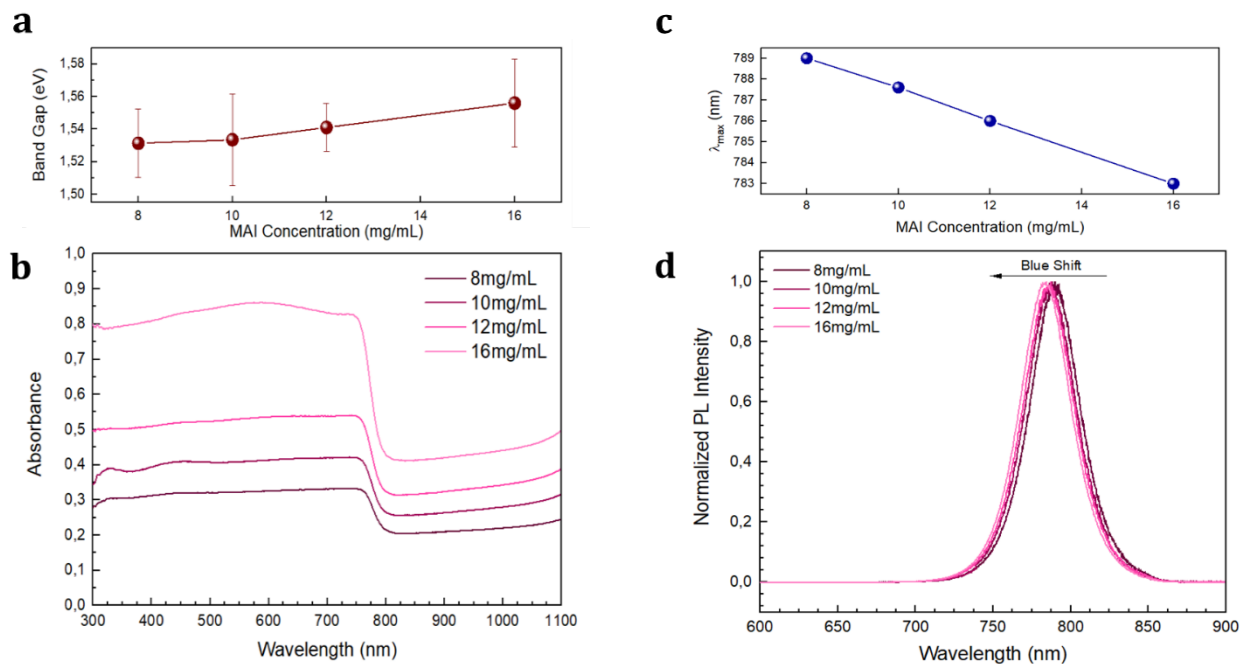 a
1,58
1,56
1,54
1,52
1,50
Band Gap (eV)
8
10
12
14
16
MAI Concentration (mg/mL)
b
1,0
0,9
0,8
0,7
0,6
0,5
0,4
0,3
0,2
0,1
0,0
Absorbance
8mg/mL
10mg/mL
12mg/mL
16mg/mL
300 400 500 600 700 800 900 1000 1100
Wavelength (nm)
c
789
788
787
786
785
784
783
λmax (nm)
8
10
12
14
16
MAI Concentration (mg/mL)
d
Blue Shift
8mg/mL
10mg/mL
12mg/mL
16mg/mL
1,0
0,8
0,6
0,4
0,2
0,0
Normalized PL Intensity
600 650 700 750 800 850 900
Wavelength (nm)